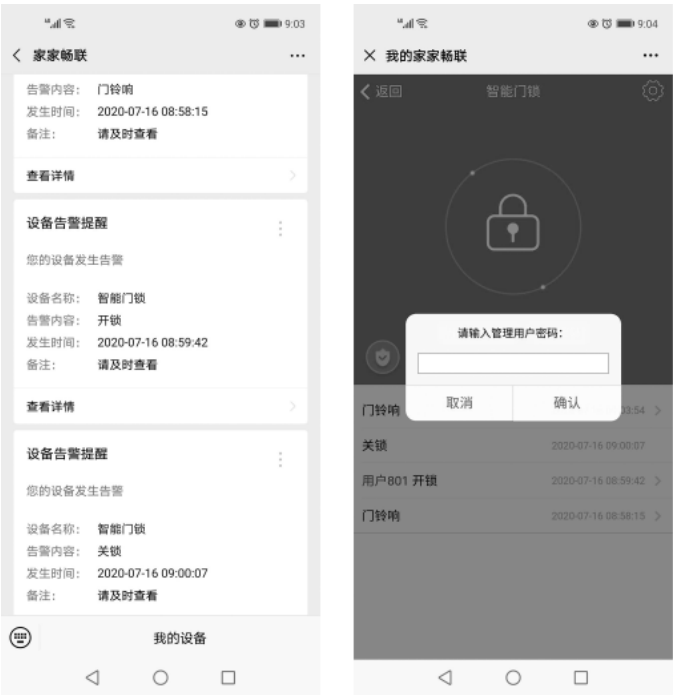 9:03
家家畅联
告警内容： 门铃响
发生时间： 2020-07-16 08:58:15
备注： 请及时查看
查看详情
设备告警提醒
您的设备发生告警
设备名称： 智能门锁
告警内容： 开锁
发生时间： 2020-07-16 08:59:42
备注： 请及时查看
查看详情
设备告警提醒
您的设备发生告警
设备名称： 智能门锁
告警内容： 关锁
发生时间： 2020-07-16 09:00:07
备注： 请及时查看
我的设备
9:04
我的家家畅联
返回 智能门锁
请输入管理用户密码：
取消 确认
门铃响 03:54
关锁 2020-07-16 09:00:07
用户801 开锁 2020-07-16 08:59:42
门铃响 2020-07-16 08:58:15